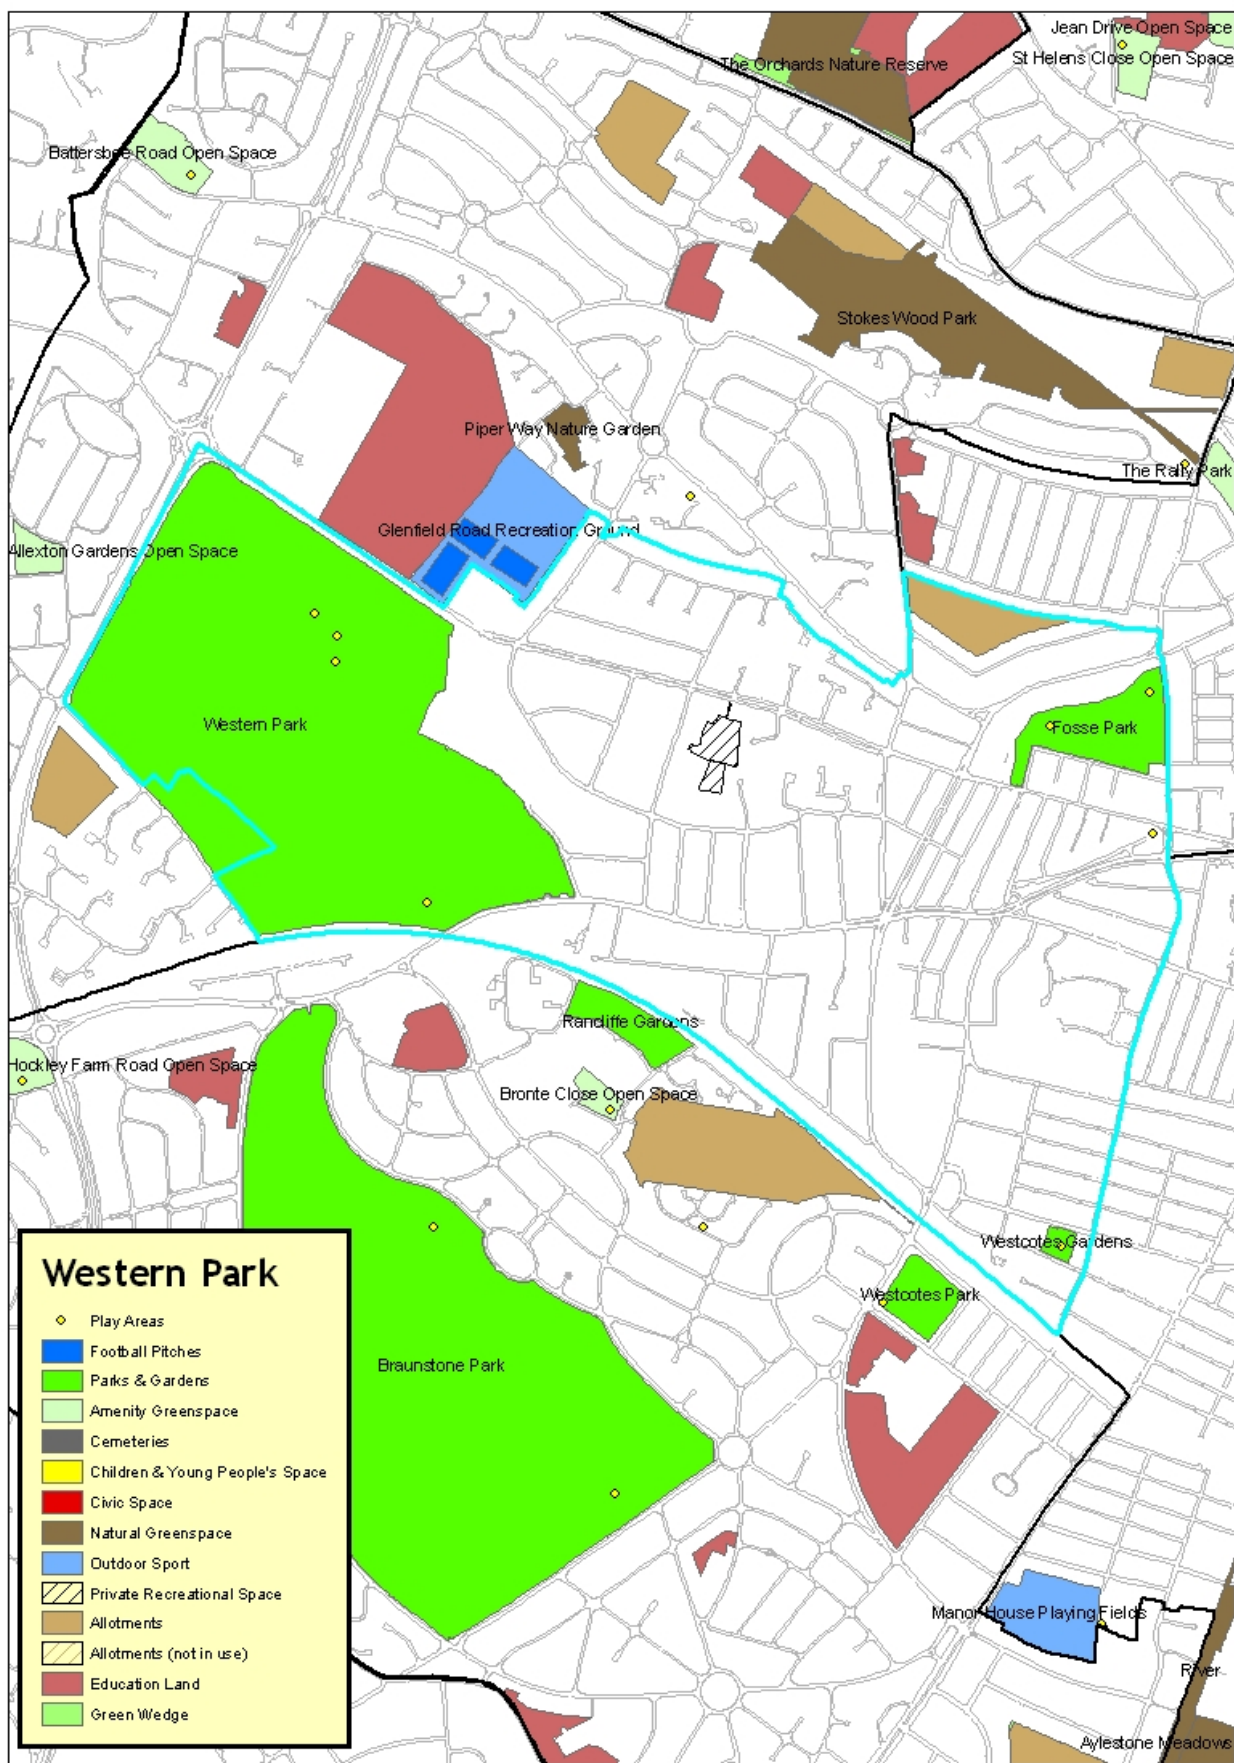 Jean Drive Open Space
St Helens Close Open Space
The Orchards Nature Reserve
Battersbee Road Open Space
Stokes Wood Park
Piper Way Nature Garden
The Rally Park
Glenfield Road Recreation Ground
Allexton Gardens Open Space
Western Park
Fosse Park
Rancliffe Gardens
Hockley Farm Road Open Space
Bronte Close Open Space
Westcotes Gardens
Westcotes Park
Braunstone Park
Manor House Playing Fields
River
Aylestone Meadows
Western Park
Play Areas
Football Pitches
Parks & Gardens
Amenity Greenspace
Cemeteries
Children & Young People's Space
Civic Space
Natural Greenspace
Outdoor Sport
Private Recreational Space
Allotments
Allotments (not in use)
Education Land
Green Wedge